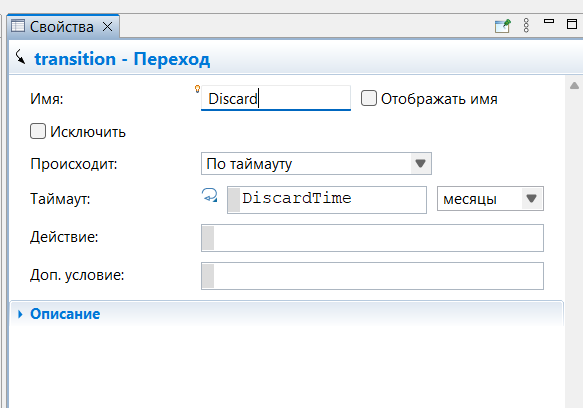 Свойства
transition - Переход
Имя: Discard Отображать имя
Исключить
Происходит: По таймауту
Таймаут: DiscardTime месяцы
Действие:
Доп. условие:
Описание